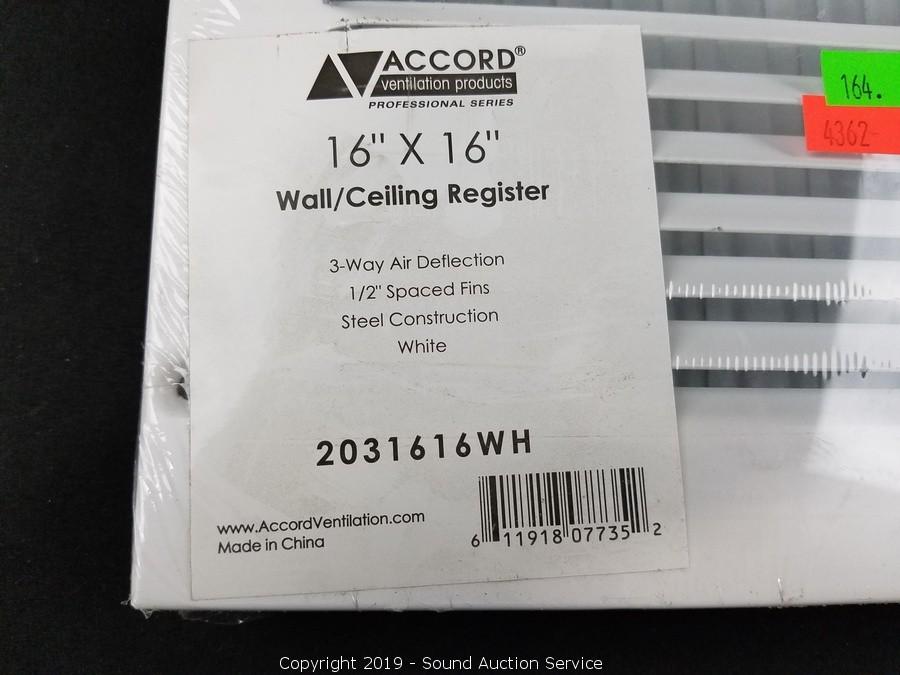 ACCORD®
ventilation products
PROFESSIONAL SERIES
16" X 16"
Wall/Ceiling Register
3-Way Air Deflection
1/2" Spaced Fins
Steel Construction
White
2031616WH
www.AccordVentilation.com
Made in China
6 11918 07735 2
164.
4362-
Copyright 2019 - Sound Auction Service